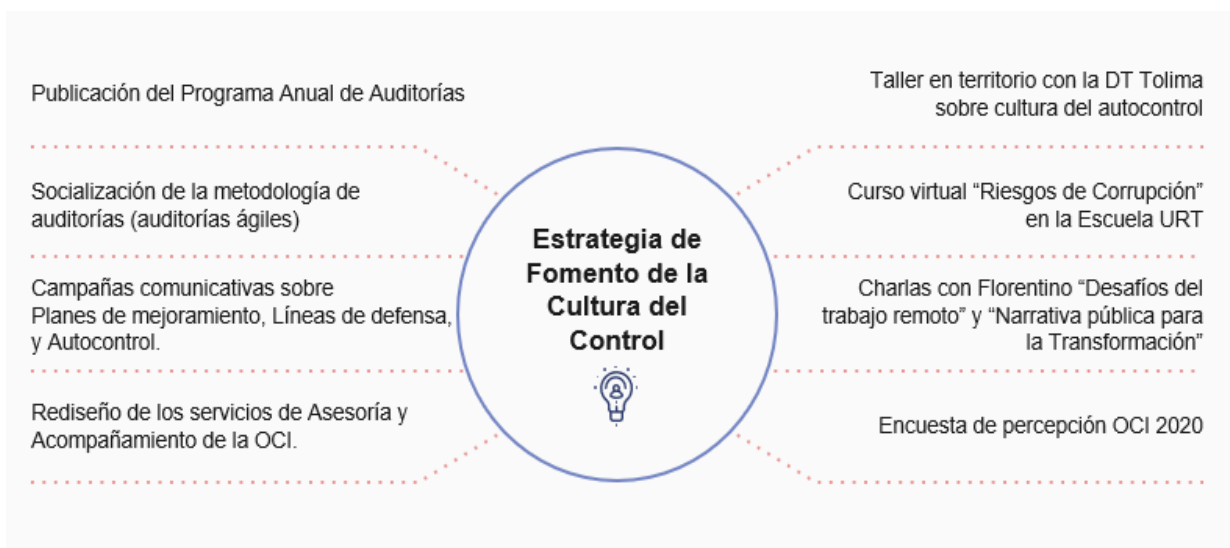 Publicación del Programa Anual de Auditorías
Socialización de la metodología de
auditorías (auditorías ágiles)
Campañas comunicativas sobre
Planes de mejoramiento, Líneas de defensa,
y Autocontrol.
Rediseño de los servicios de Asesoría y
Acompañamiento de la OCI.
Estrategia de
Fomento de la
Cultura del
Control
Taller en territorio con la DT Tolima
sobre cultura del autocontrol
Curso virtual “Riesgos de Corrupción”
en la Escuela URT
Charlas con Florentino “Desafíos del
trabajo remoto” y “Narrativa pública para
la Transformación”
Encuesta de percepción OCI 2020